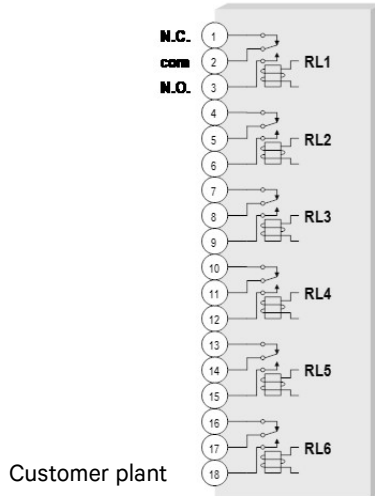 N.C. 1
com 2 RL1
N.O. 3
4
5 RL2
6
7
8 RL3
9
10
11 RL4
12
13
14 RL5
15
16
17 RL6
Customer plant 18